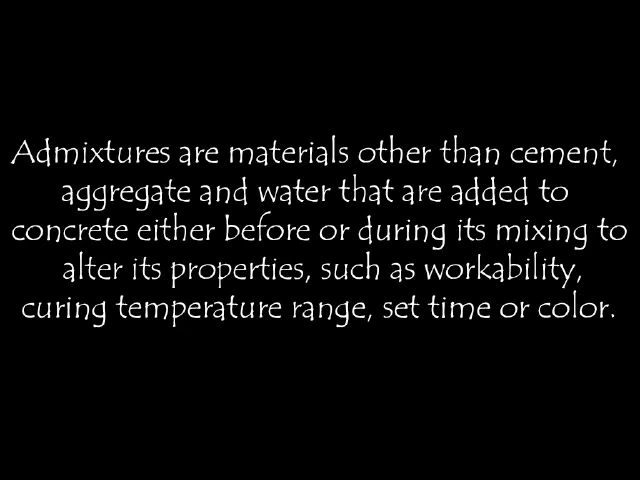 Admixtures are materials other than cement,
aggregate and water that are added to
concrete either before or during its mixing to
alter its properties, such as workability,
curing temperature range, set time or color.